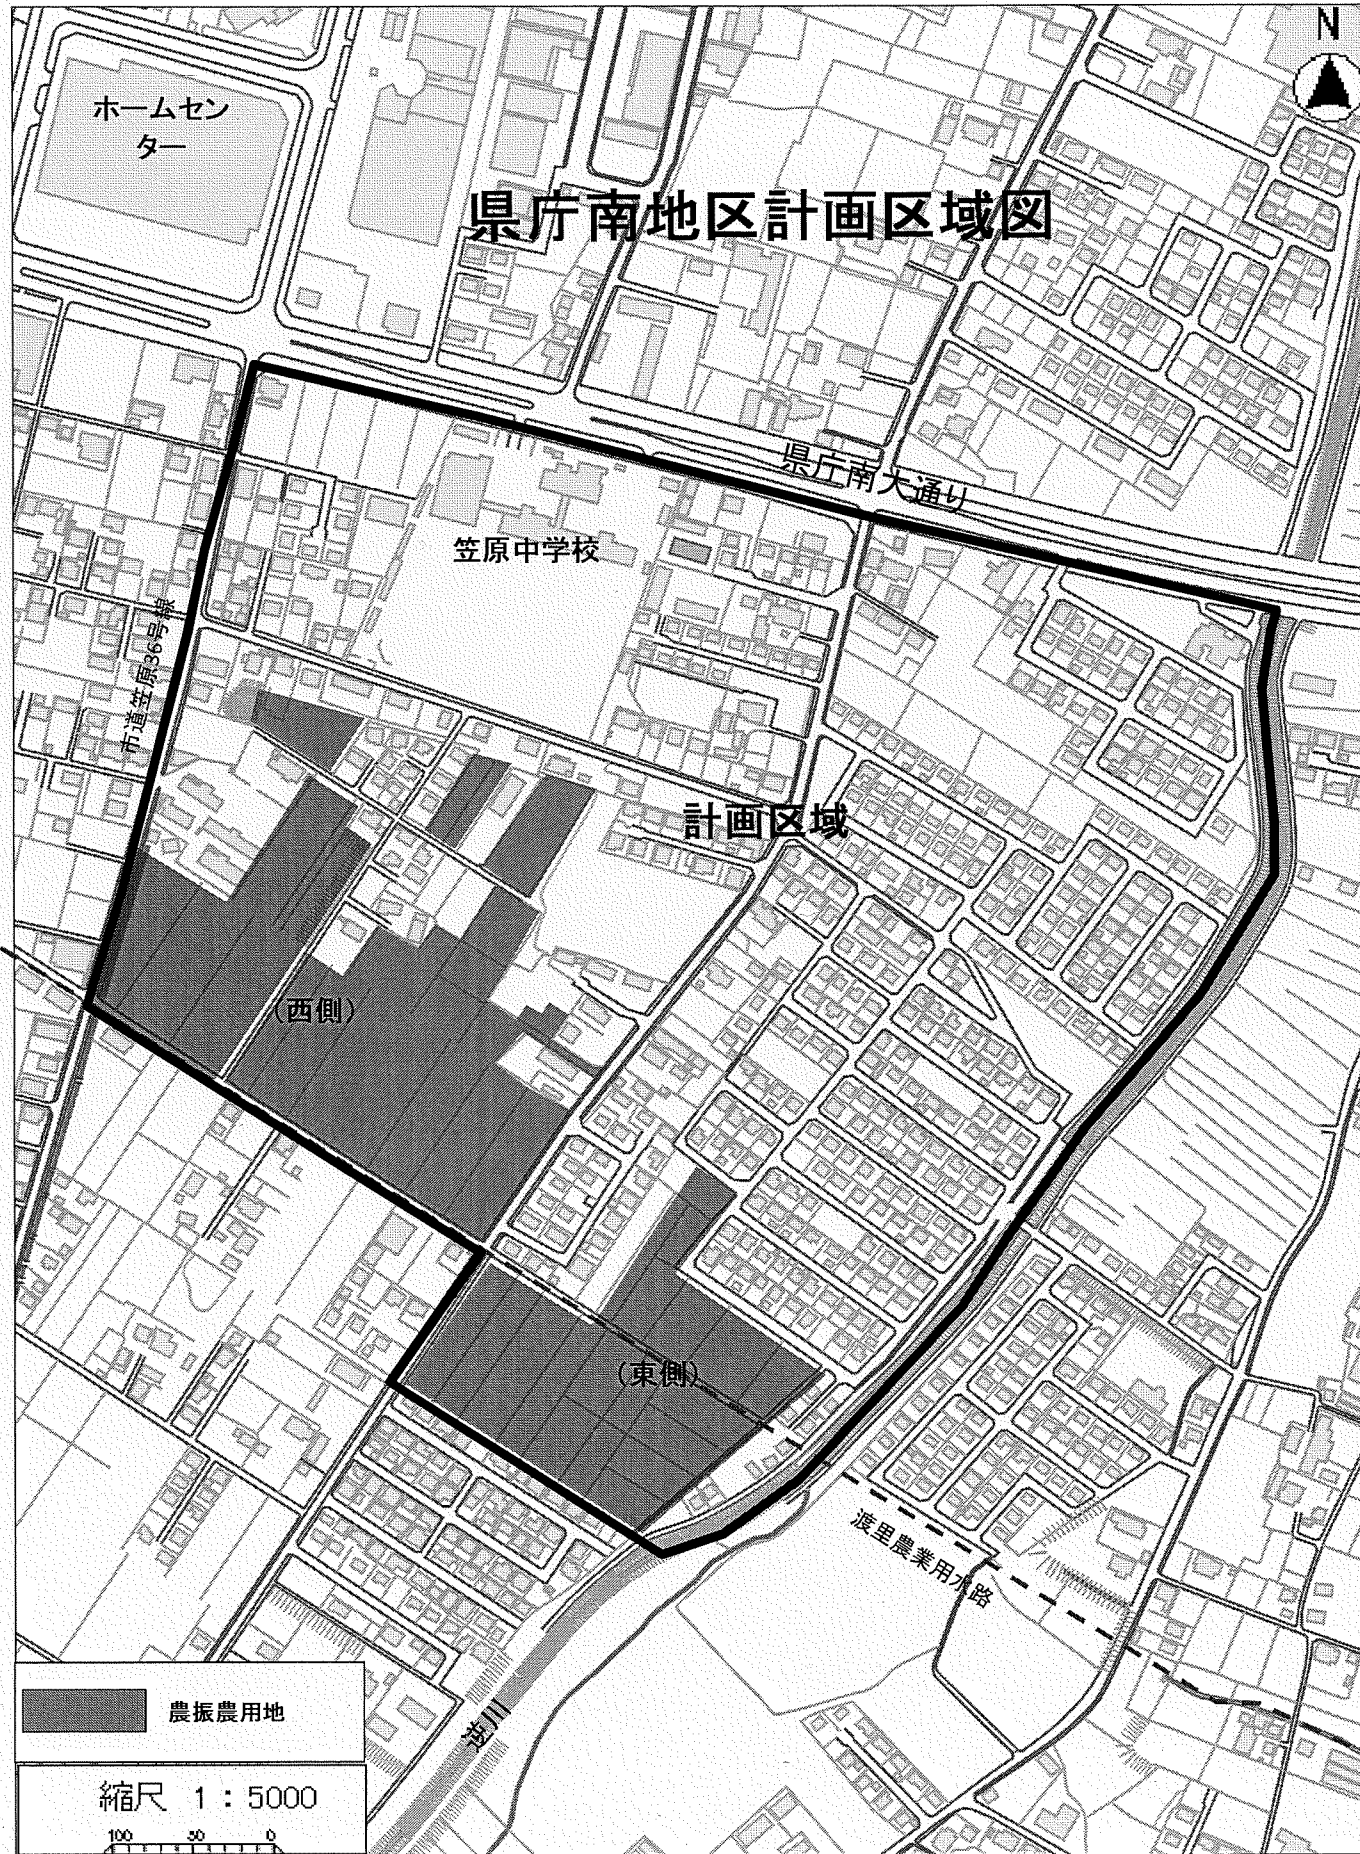 N
ホームセン
ター
県庁南地区計画区域図
県庁南大通り
笠原中学校
市道笠原36号線
計画区域
(西側)
(東側)
渡里農業用水路
逆川
農振農用地
縮尺 1:5000
100 50 0